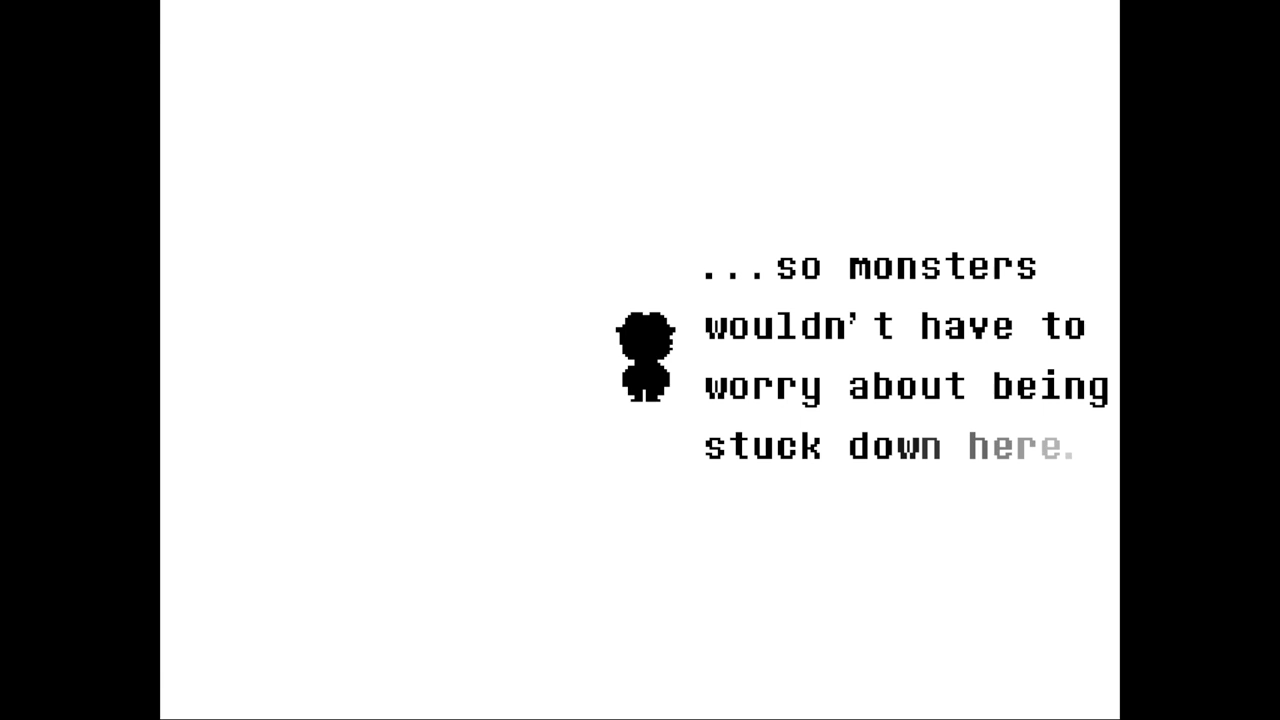 ...so monsters
wouldn't have to
worry about being
stuck down here.